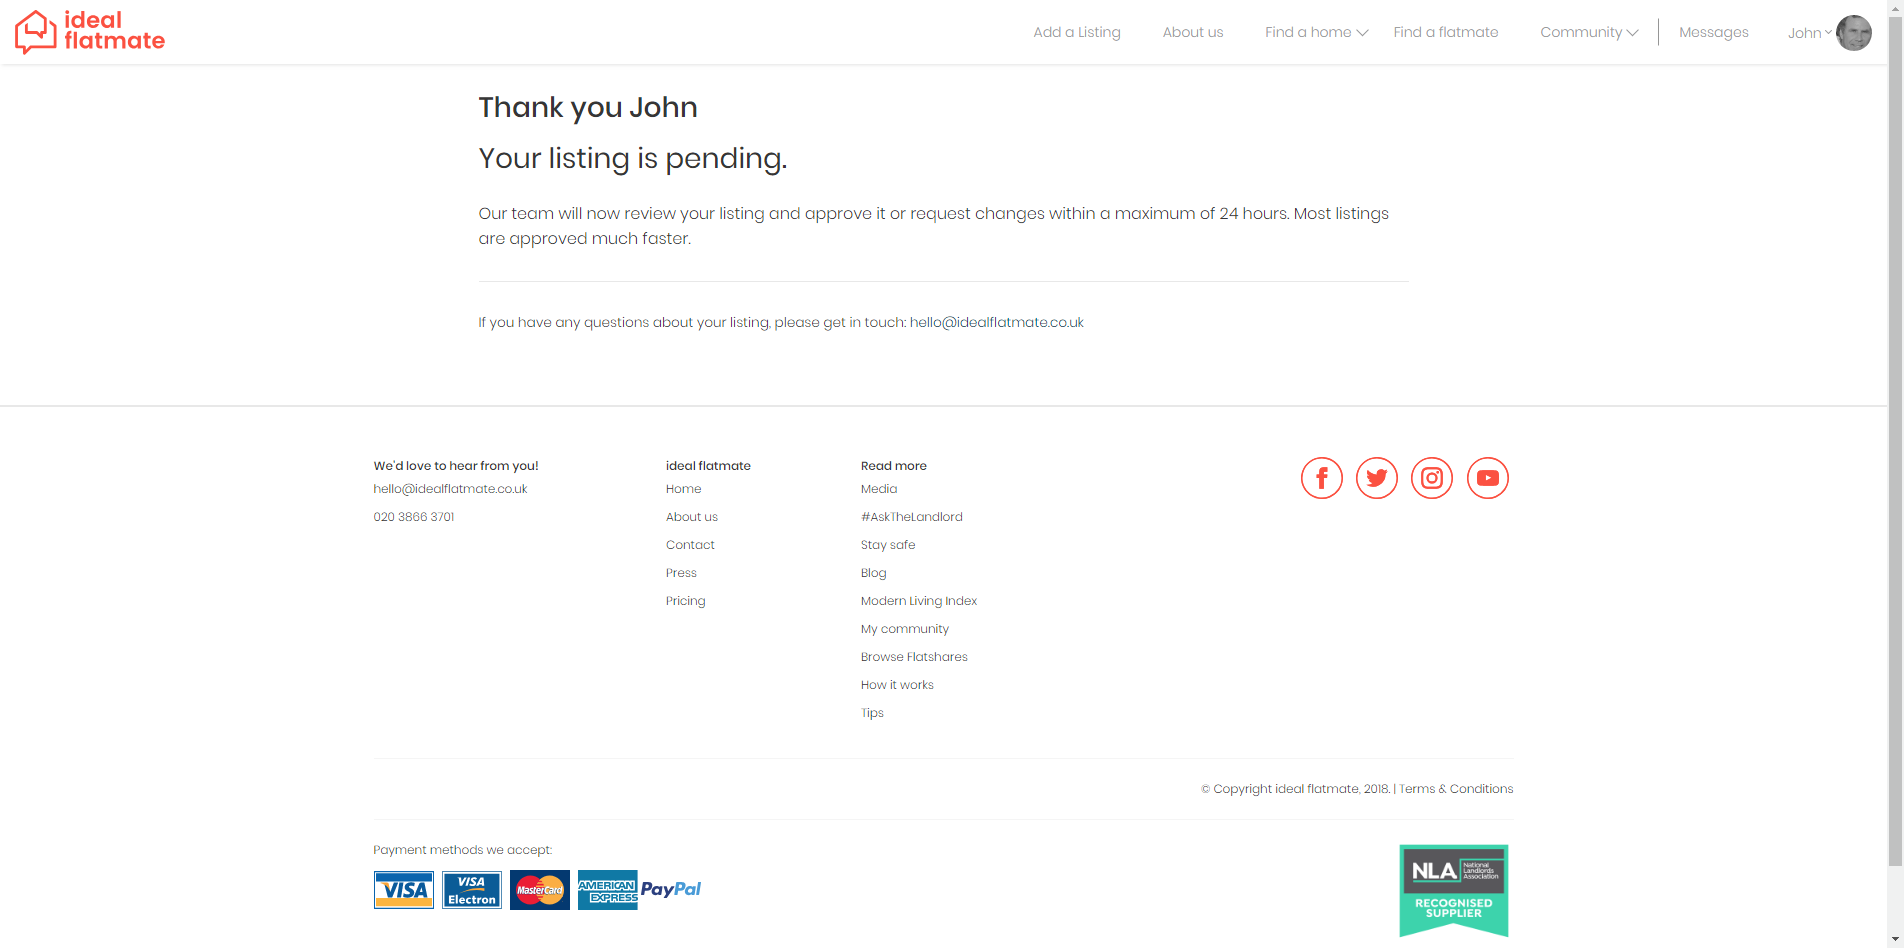 ideal
flatmate
Add a Listing About us Find a home Find a flatmate Community Messages John
Thank you John
Your listing is pending.
Our team will now review your listing and approve it or request changes within a maximum of 24 hours. Most listings
are approved much faster.
If you have any questions about your listing, please get in touch: hello@idealflatmate.co.uk
We'd love to hear from you!
hello@idealflatmate.co.uk
020 3866 3701
ideal flatmate
Home
About us
Contact
Press
Pricing
Read more
Media
#AskTheLandlord
Stay safe
Blog
Modern Living Index
My community
Browse Flatshares
How it works
Tips
© Copyright ideal flatmate, 2018. | Terms & Conditions
Payment methods we accept:
VISA
VISA
Electron
MasterCard
AMERICAN
EXPRESS
PayPal
NLA
National
Landlords
Association
RECOGNISED
SUPPLIER